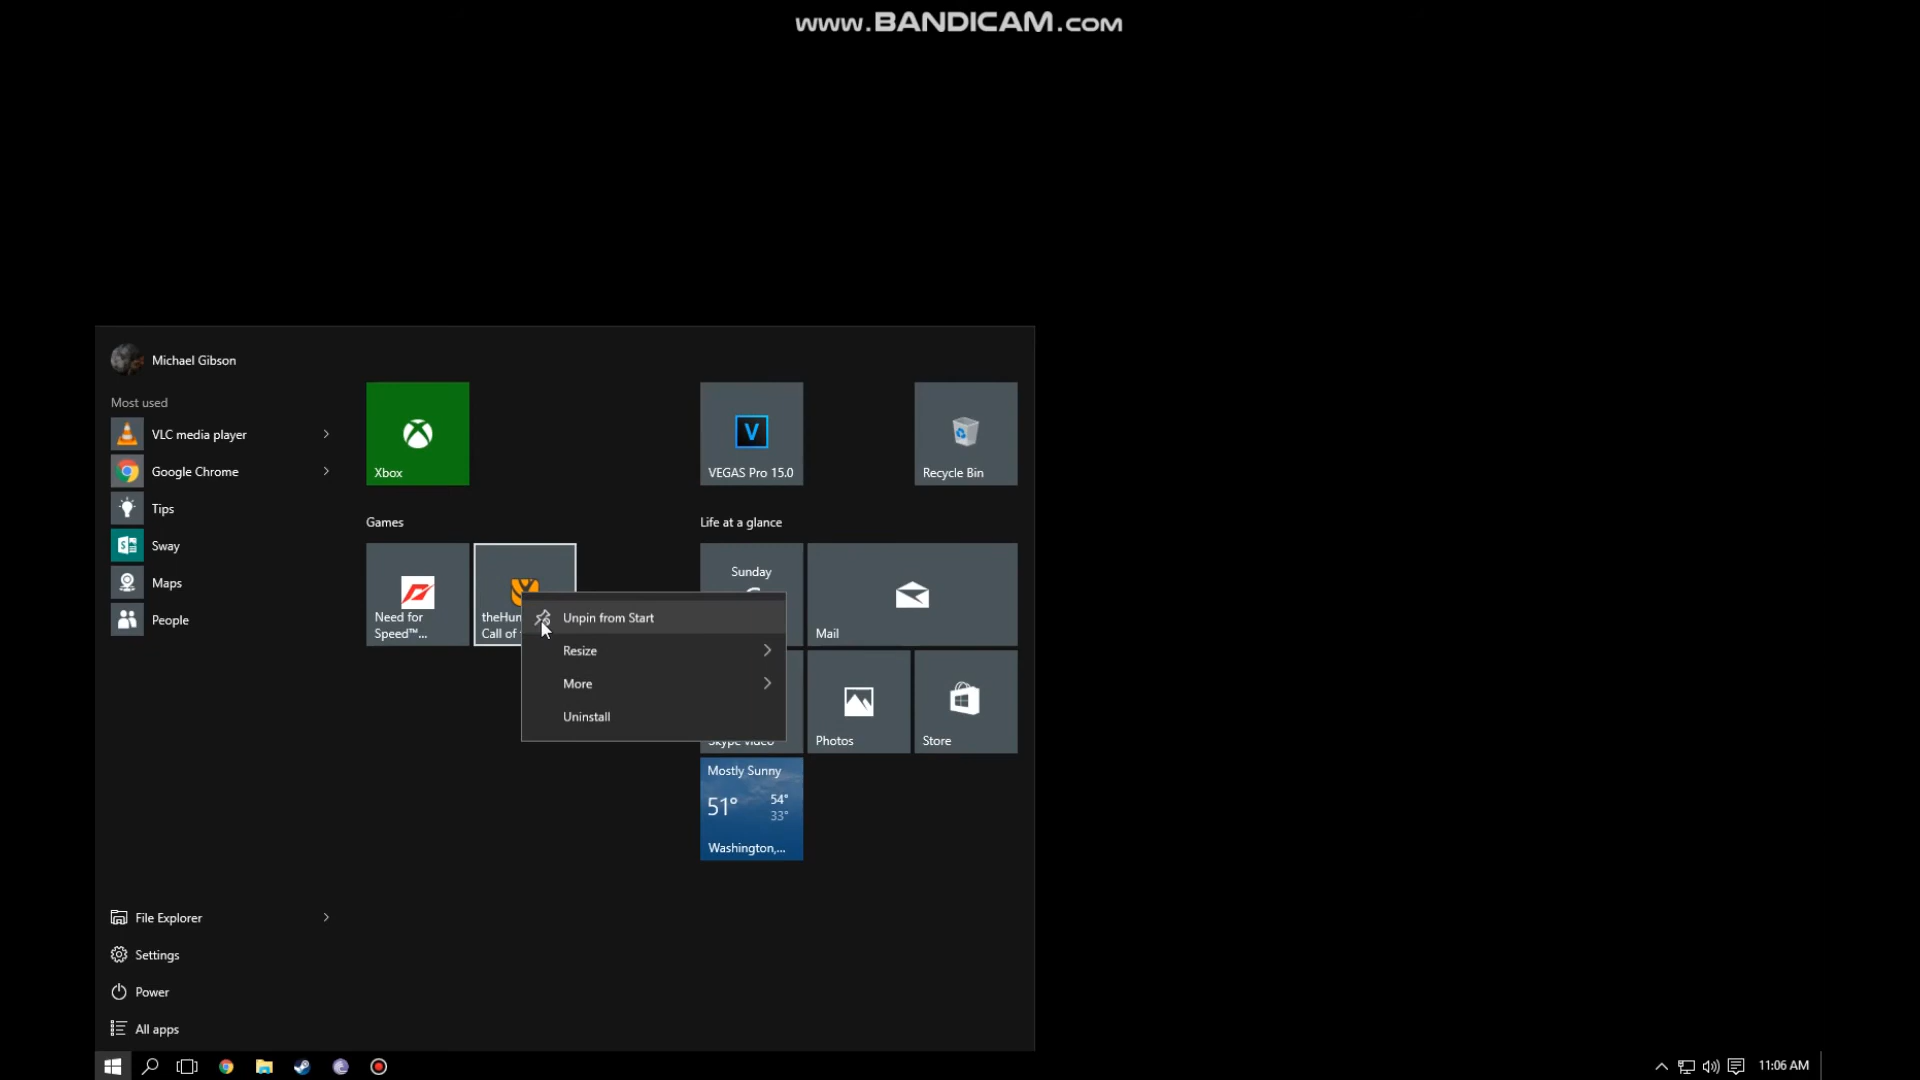 www.BANDICAM.com
Michael Gibson
Most used
VLC media player
Google Chrome
Tips
Sway
Maps
People
File Explorer
Settings
Power
All apps
Xbox
Games
Need for
Speed™...
theHun
Call of
Unpin from Start
Resize
More
Uninstall
VEGAS Pro 15.0
Recycle Bin
Life at a glance
Sunday
Mail
Skype video
Photos
Store
Mostly Sunny
51°
54°
33°
Washington,...
11:06 AM